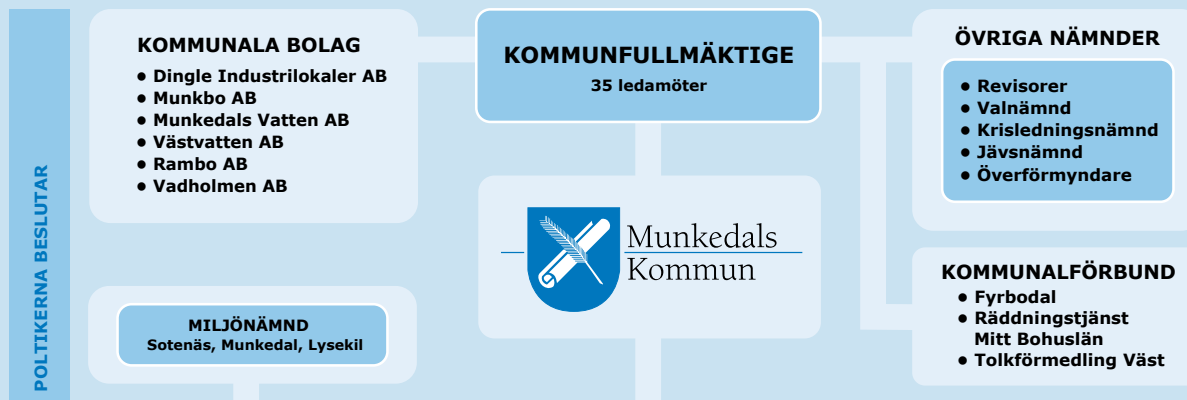 POLTIKERNA BESLUTAR
KOMMUNALA BOLAG
● Dingle Industrilokaler AB
● Munkbo AB
● Munkedals Vatten AB
● Västvatten AB
● Rambo AB
● Vadholmen AB
KOMMUNFULLMÄKTIGE
35 ledamöter
ÖVRIGA NÄMNDER
● Revisorer
● Valnämnd
● Krisledningsnämnd
● Jävsnämnd
● Överförmyndare
Munkedals
Kommun
KOMMUNALFÖRBUND
● Fyrbodal
● Räddningstjänst
Mitt Bohuslän
● Tolkförmedling Väst
MILJÖNÄMND
Sotenäs, Munkedal, Lysekil